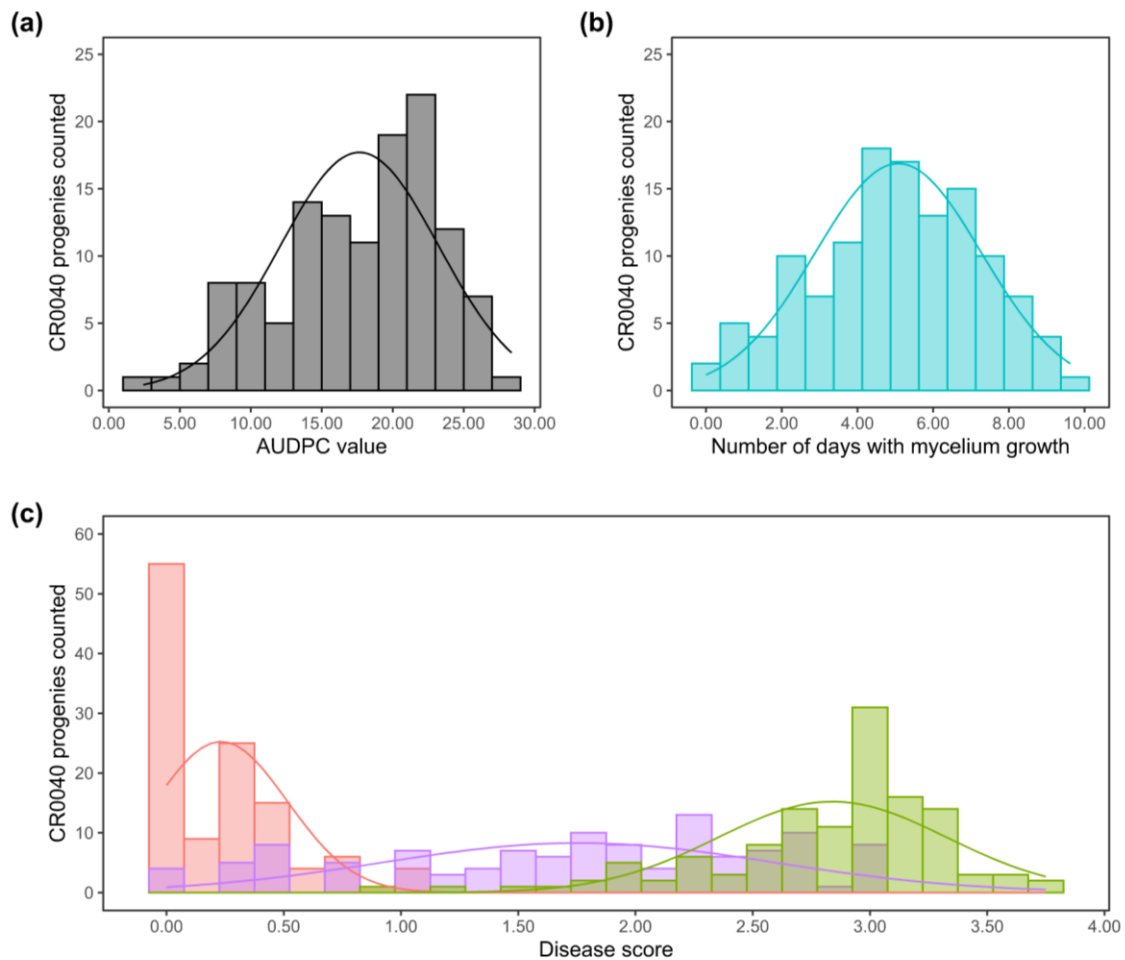 (a)
CR0040 progenies counted
25
20
15
10
5
0
0.00 5.00 10.00 15.00 20.00 25.00 30.00
AUDPC value
(b)
CR0040 progenies counted
25
20
15
10
5
0
0.00 2.00 4.00 6.00 8.00 10.00
Number of days with mycelium growth
(c)
CR0040 progenies counted
60
50
40
30
20
10
0
0.00 0.50 1.00 1.50 2.00 2.50 3.00 3.50 4.00
Disease score